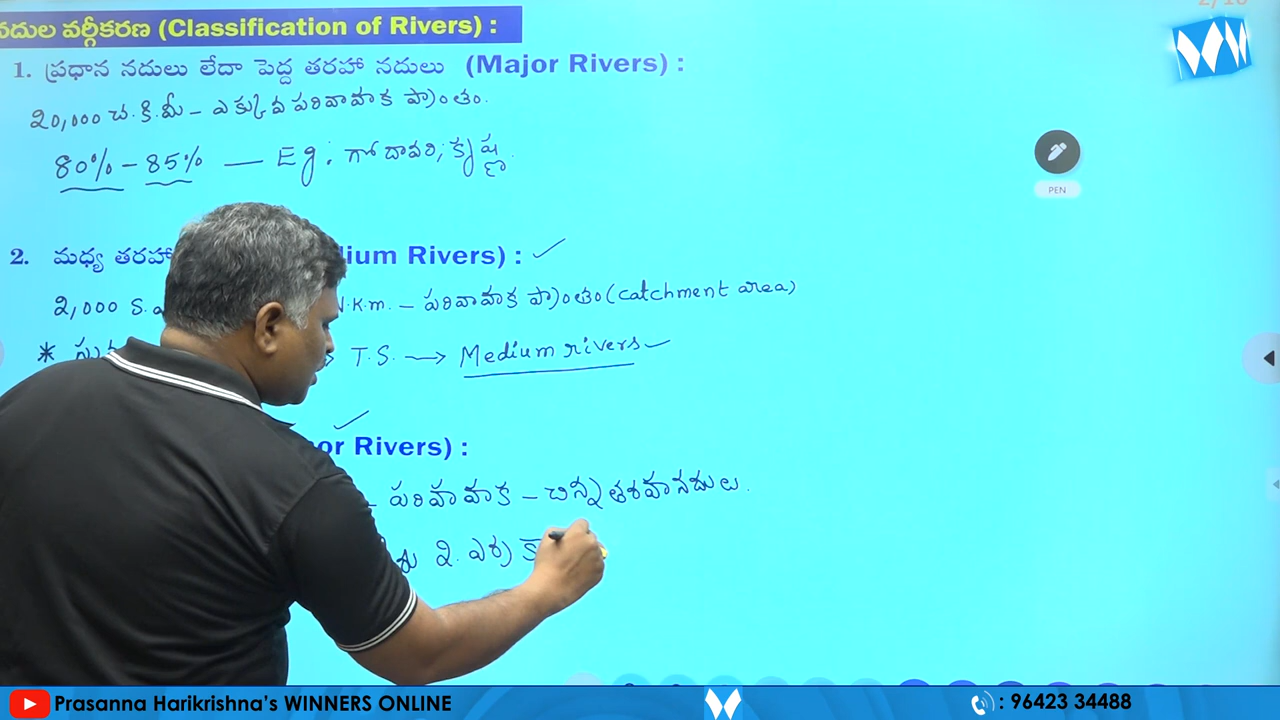 నదుల వర్గీకరణ (Classification of Rivers) :
1. ప్రధాన నదులు లేదా పెద్ద తరహా నదులు (Major Rivers) :
20,000 చ.కి.మీ – ఎక్కువ పరివాహక ప్రాంతం.
80% – 85% — Eg: గోదావరి, కృష్ణ.
PEN
2. మధ్య తరహా dium Rivers) :
2,000 K.m. – పరివాహక ప్రాంతం (catchment area)
* T.S. → Medium rivers
or Rivers) :
పరివాహక – చిన్న తరహా నదులు.
2. ఎర్ర
Prasanna Harikrishna's WINNERS ONLINE
: 96423 34488